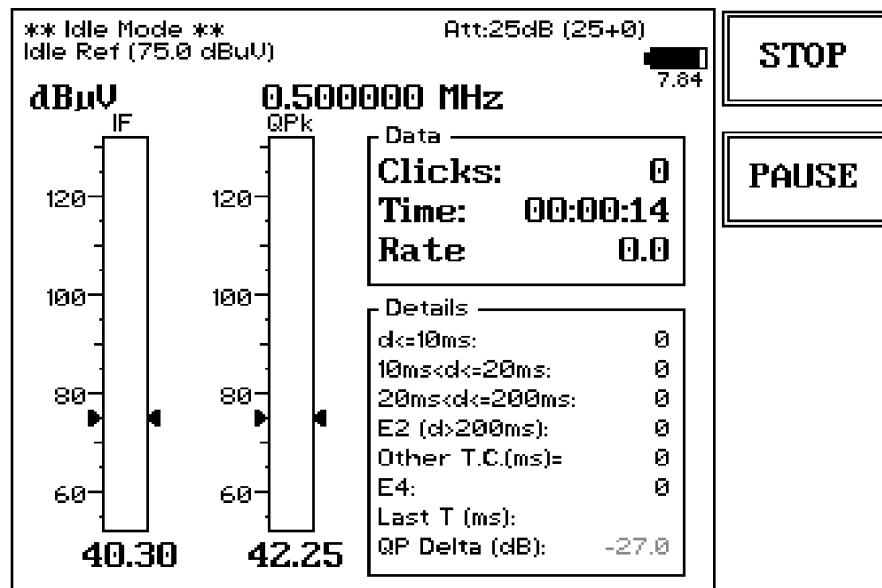 ** Idle Mode ** Att:25dB (25+0)
Idle Ref (75.0 dBuV)
7.84
dBµV 0.500000 MHz
IF QPk
120 120
100 100
80 80
60 60
40.30 42.25
Data
Clicks: 0
Time: 00:00:14
Rate 0.0
Details
d<=10ms: 0
10ms<d<=20ms: 0
20ms<d<=200ms: 0
E2 (d>200ms): 0
Other T.C.(ms)= 0
E4: 0
Last T (ms):
QP Delta (dB): -27.0
STOP
PAUSE